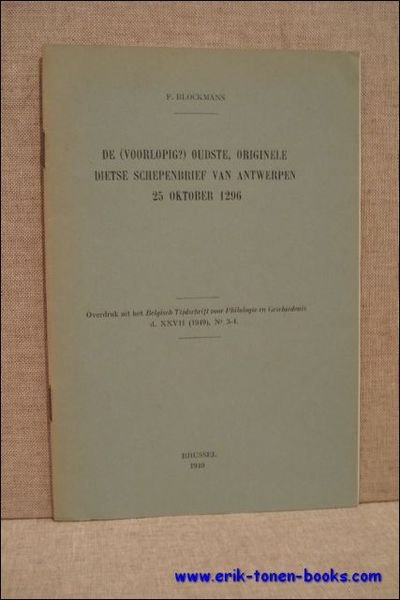 F. BLOCKMANS
DE (VOORLOPIG?) OUDSTE, ORIGINELE
DIETSE SCHEPENBRIEF VAN ANTWERPEN
25 OKTOBER 1296
Overdruk uit het Belgisch Tijdschrift voor Philologie en Geschiedenis
d. XXVII (1949), Nr 3-4.
BRUSSEL
1949
www.erik-tonen-books.com